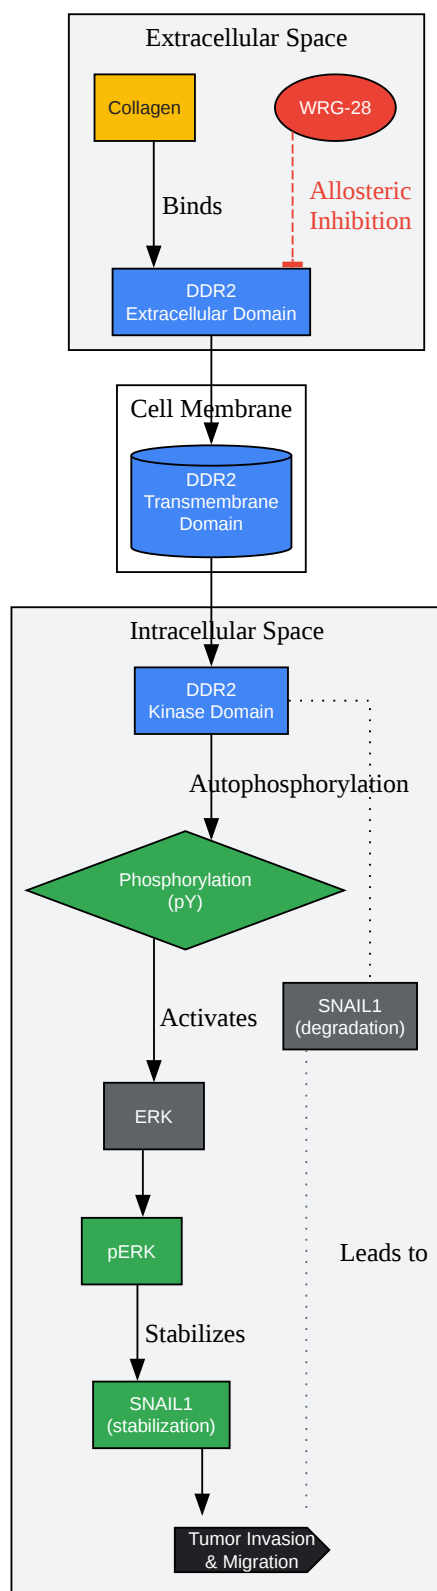 Extracellular Space
Collagen
WRG-28
Binds
Allosteric
Inhibition
DDR2
Extracellular Domain
Cell Membrane
DDR2
Transmembrane
Domain
Intracellular Space
DDR2
Kinase Domain
Autophosphorylation
Phosphorylation
(pY)
Activates
SNAIL1
(degradation)
ERK
pERK
Leads to
Stabilizes
SNAIL1
(stabilization)
Tumor Invasion
& Migration